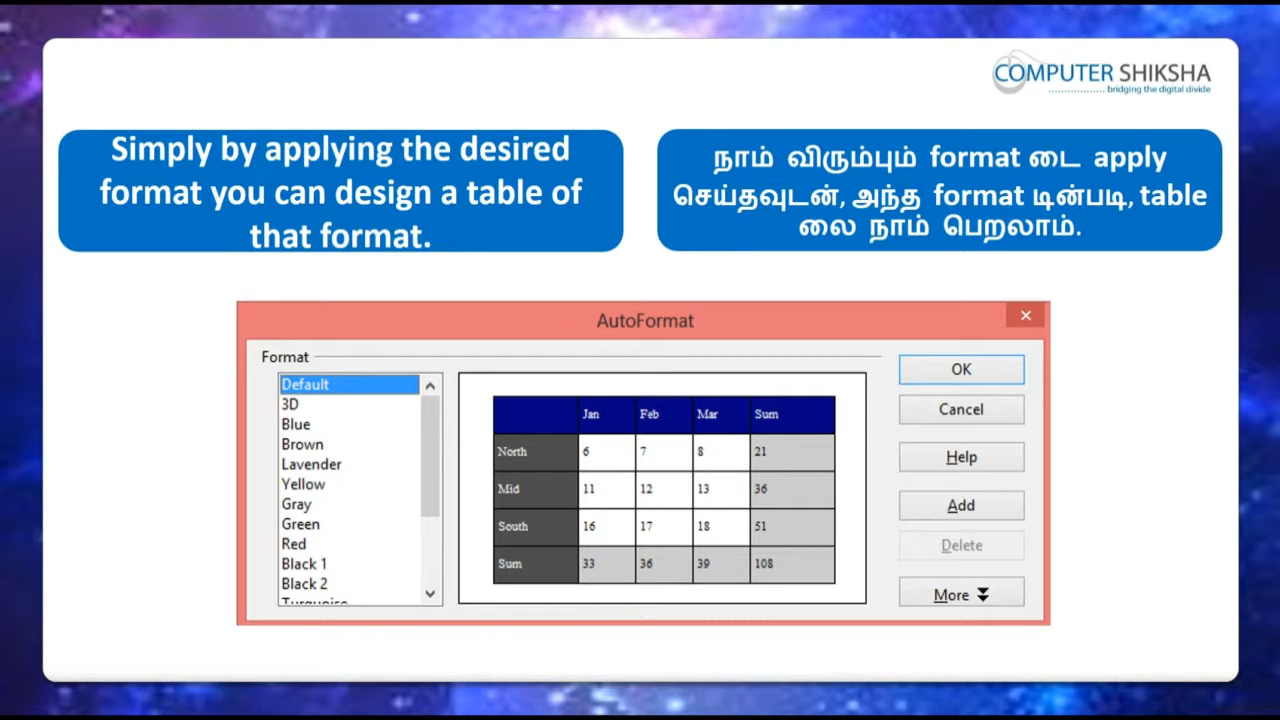 COMPUTER SHIKSHA
bridging the digital divide
Simply by applying the desired
format you can design a table of
that format.
நாம் விரும்பும் format டை apply
செய்தவுடன், அந்த format டின்படி, table
லை நாம் பெறலாம்.
AutoFormat
Format
Default
3D
Blue
Brown
Lavender
Yellow
Gray
Green
Red
Black 1
Black 2
Turquoise
Jan Feb Mar Sum
North 6 7 8 21
Mid 11 12 13 36
South 16 17 18 51
Sum 33 36 39 108
OK
Cancel
Help
Add
Delete
More